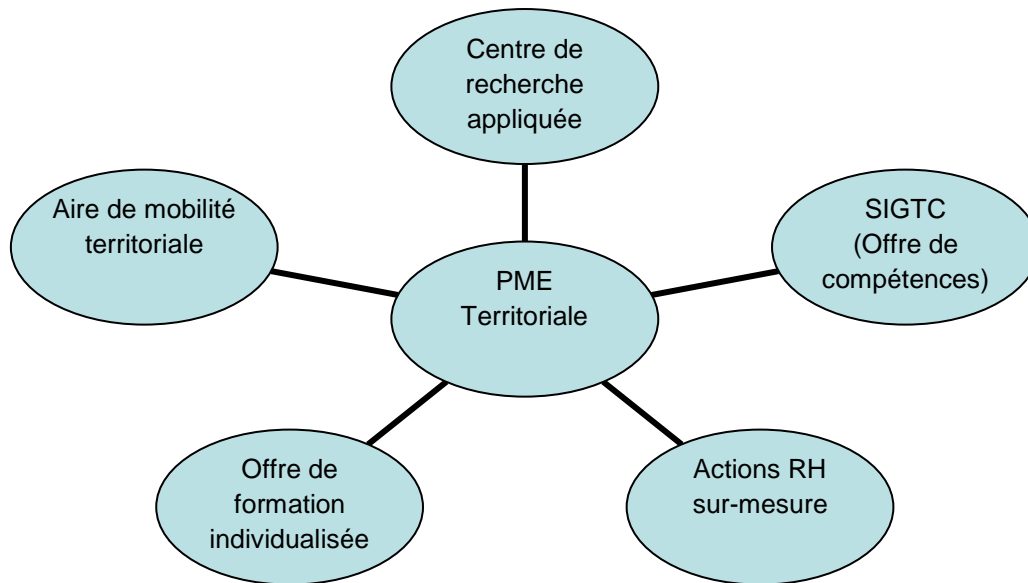 Centre de
recherche
appliquée
Aire de mobilité
territoriale
SIGTC
(Offre de
compétences)
PME
Territoriale
Offre de
formation
individualisée
Actions RH
sur-mesure